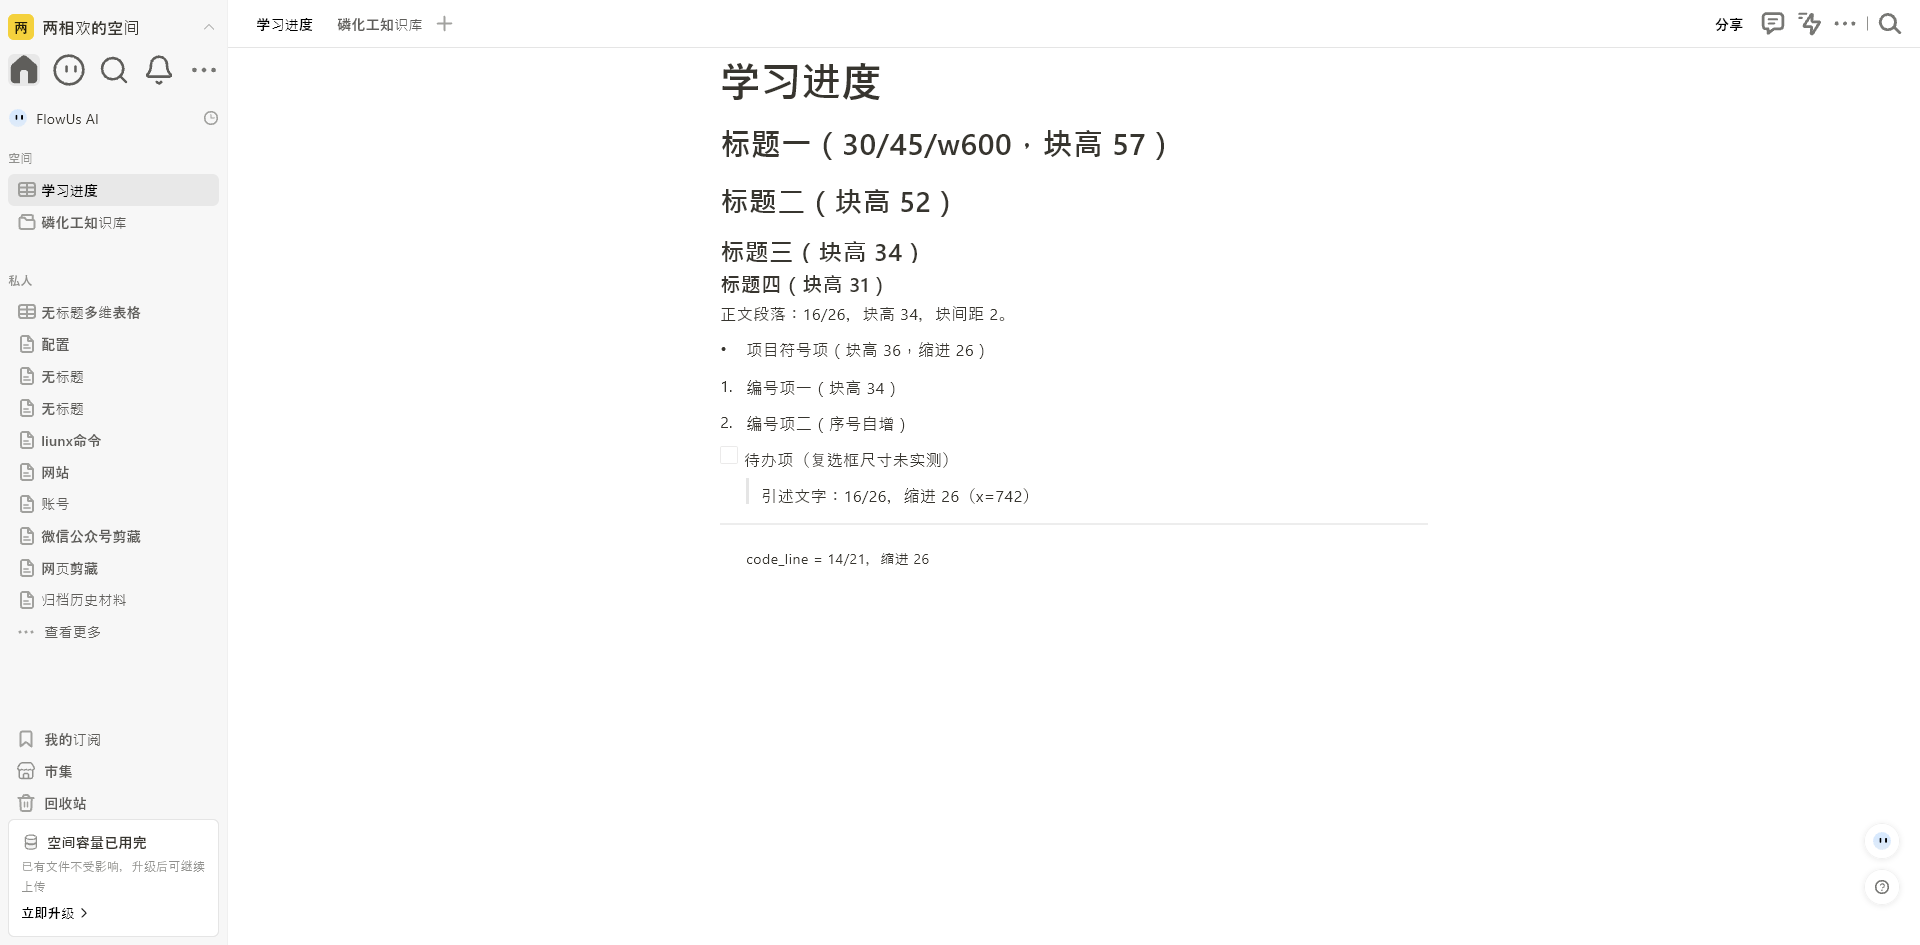 两 两相欢的空间
FlowUs AI
空间
学习进度
磷化工知识库
私人
无标题多维表格
配置
无标题
无标题
liunx命令
网站
账号
微信公众号剪藏
网页剪藏
归档历史材料
查看更多
我的订阅
市集
回收站
空间容量已用完
已有文件不受影响，升级后可继续
上传
立即升级
学习进度 磷化工知识库
分享
学习进度
标题一（30/45/w600，块高 57）
标题二（块高 52）
标题三（块高 34）
标题四（块高 31）
正文段落：16/26，块高 34，块间距 2。
• 项目符号项（块高 36，缩进 26）
1. 编号项一（块高 34）
2. 编号项二（序号自增）
待办项（复选框尺寸未实测）
引述文字：16/26，缩进 26（x=742）
code_line = 14/21，缩进 26